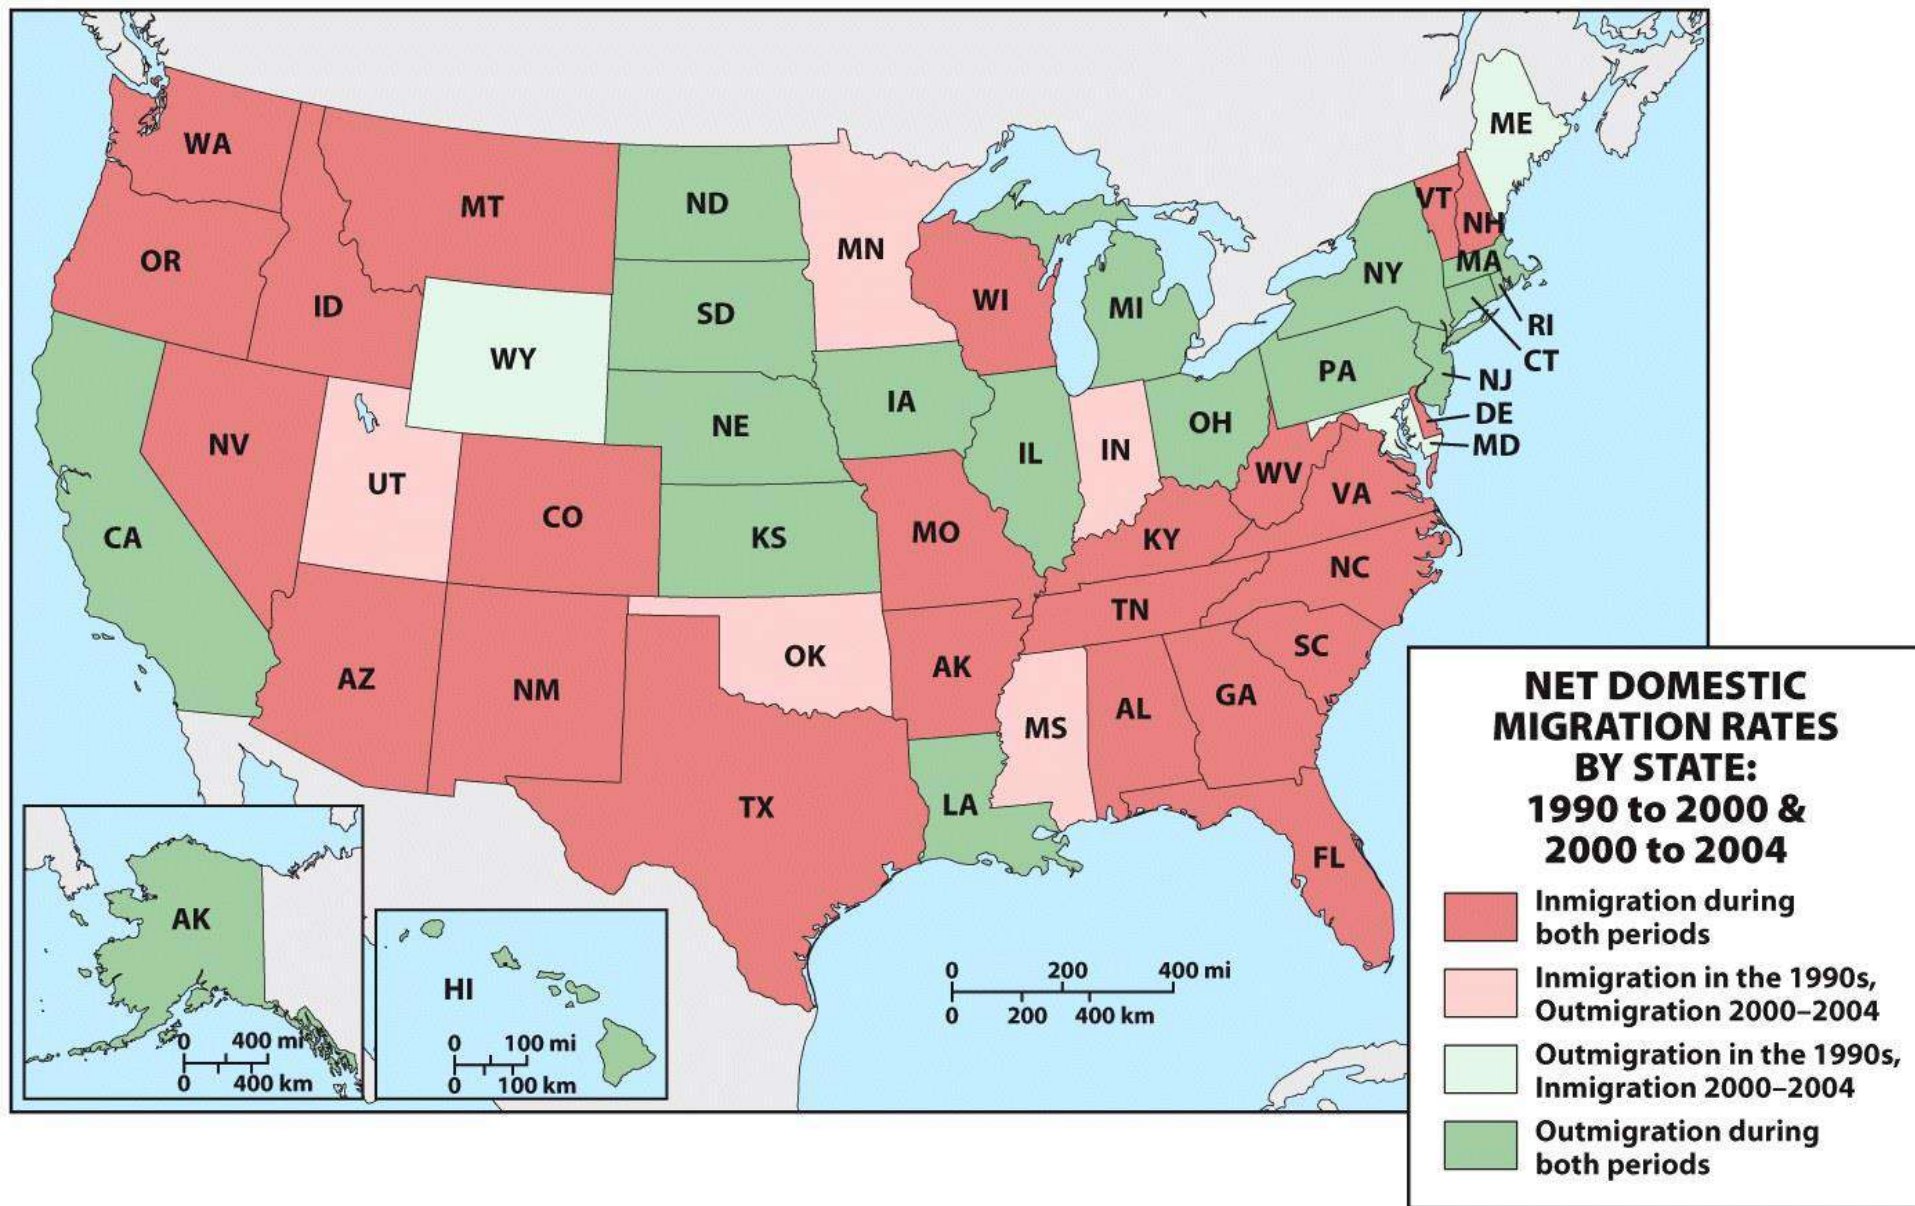 WA
MT
ND
MN
ME
VT
NH
OR
ID
WY
SD
WI
MI
NY
MA
RI
CT
NV
UT
CO
NE
IA
IL
IN
OH
PA
NJ
DE
MD
CA
KS
MO
KY
WV
VA
AZ
NM
OK
AK
TN
NC
SC
TX
LA
MS
AL
GA
FL
AK
0 400 mi
0 400 km
HI
0 100 mi
0 100 km
0 200 400 mi
0 200 400 km
NET DOMESTIC
MIGRATION RATES
BY STATE:
1990 to 2000 &
2000 to 2004
Inmigration during
both periods
Inmigration in the 1990s,
Outmigration 2000–2004
Outmigration in the 1990s,
Inmigration 2000–2004
Outmigration during
both periods